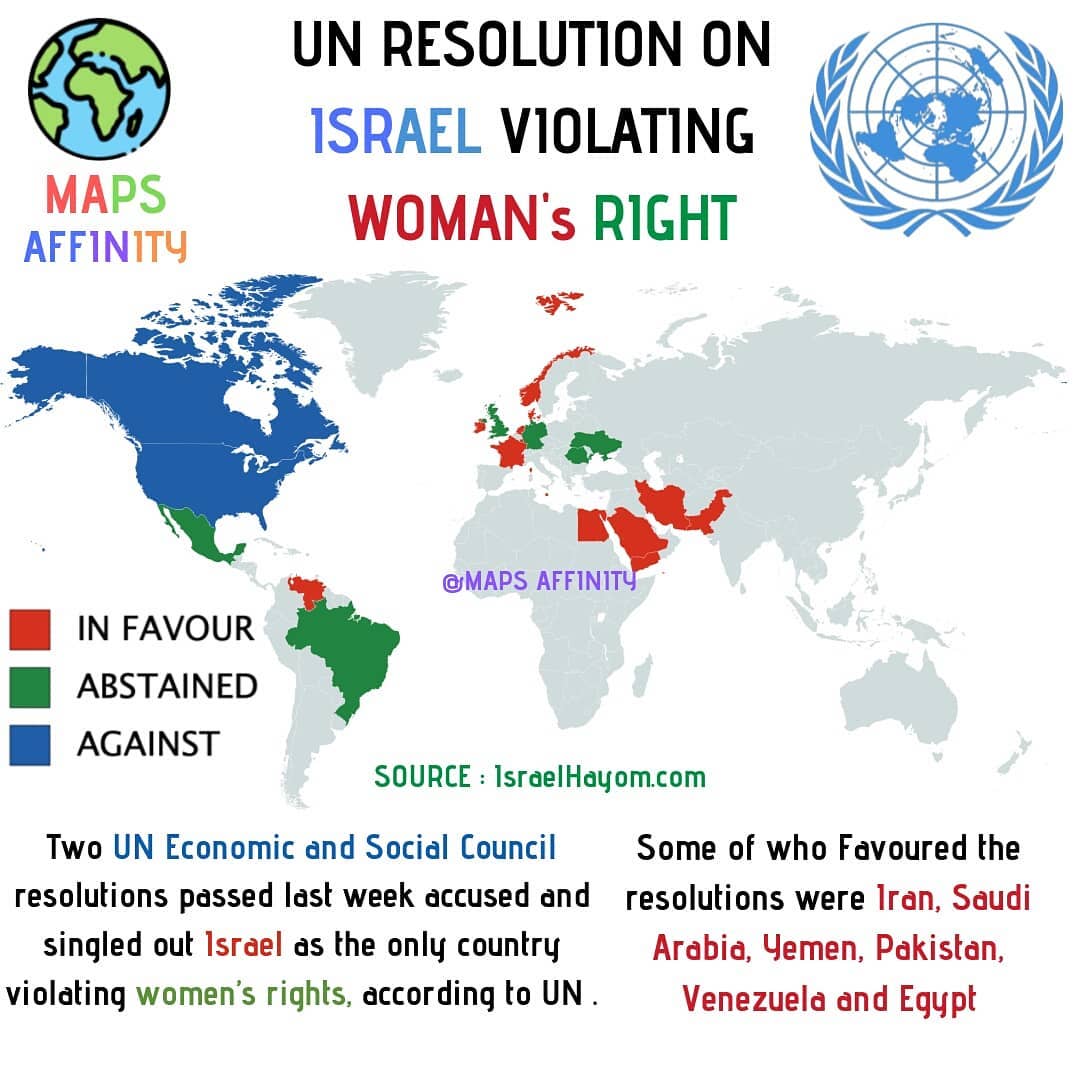 UN RESOLUTION ON
ISRAEL VIOLATING
WOMAN's RIGHT
MAPS
AFFINITY
@MAPS AFFINITY
IN FAVOUR
ABSTAINED
AGAINST
SOURCE : IsraelHayom.com
Two UN Economic and Social Council
resolutions passed last week accused and
singled out Israel as the only country
violating women's rights, according to UN .
Some of who Favoured the
resolutions were Iran, Saudi
Arabia, Yemen, Pakistan,
Venezuela and Egypt